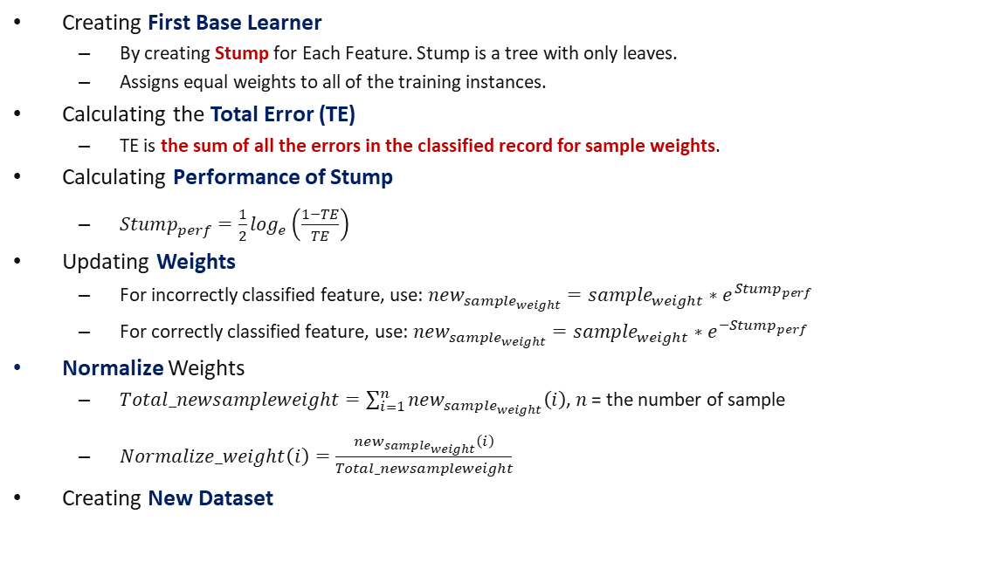 • Creating First Base Learner
– By creating Stump for Each Feature. Stump is a tree with only leaves.
– Assigns equal weights to all of the training instances.
• Calculating the Total Error (TE)
– TE is the sum of all the errors in the classified record for sample weights.
• Calculating Performance of Stump
– $Stump_{perf} = \frac{1}{2} log_e \left(\frac{1-TE}{TE}\right)$
• Updating Weights
– For incorrectly classified feature, use: $new_{sample_{weight}} = sample_{weight} * e^{Stump_{perf}}$
– For correctly classified feature, use: $new_{sample_{weight}} = sample_{weight} * e^{-Stump_{perf}}$
• Normalize Weights
– $Total\_newsampleweight = \sum_{i=1}^{n} new_{sample_{weight}}(i)$, $n$ = the number of sample
– $Normalize\_weight(i) = \frac{new_{sample_{weight}}(i)}{Total\_newsampleweight}$
• Creating New Dataset